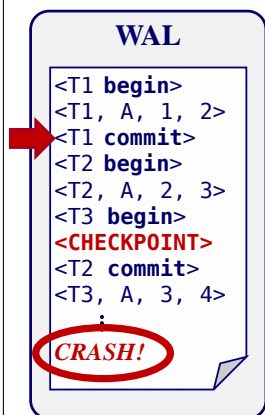 WAL
<T1 begin>
<T1, A, 1, 2>
<T1 commit>
<T2 begin>
<T2, A, 2, 3>
<T3 begin>
<CHECKPOINT>
<T2 commit>
<T3, A, 3, 4>
⋮
CRASH!